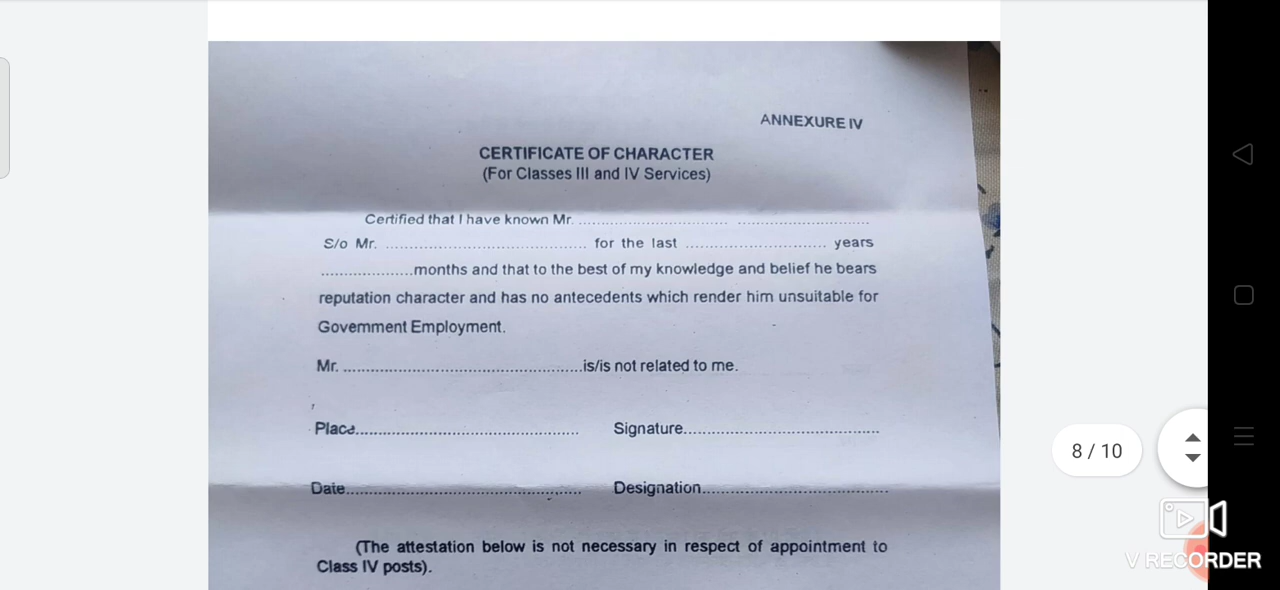 ANNEXURE IV
CERTIFICATE OF CHARACTER
(For Classes III and IV Services)
Certified that I have known Mr. .................................... ................................
S/o Mr. ...................................... for the last ........................... years
...................months and that to the best of my knowledge and belief he bears
reputation character and has no antecedents which render him unsuitable for
Government Employment.
Mr. ..................................................is/is not related to me.
Place............................................... Signature..........................................
Date.................................................. Designation........................................
(The attestation below is not necessary in respect of appointment to
Class IV posts).
8 / 10
V RECORDER